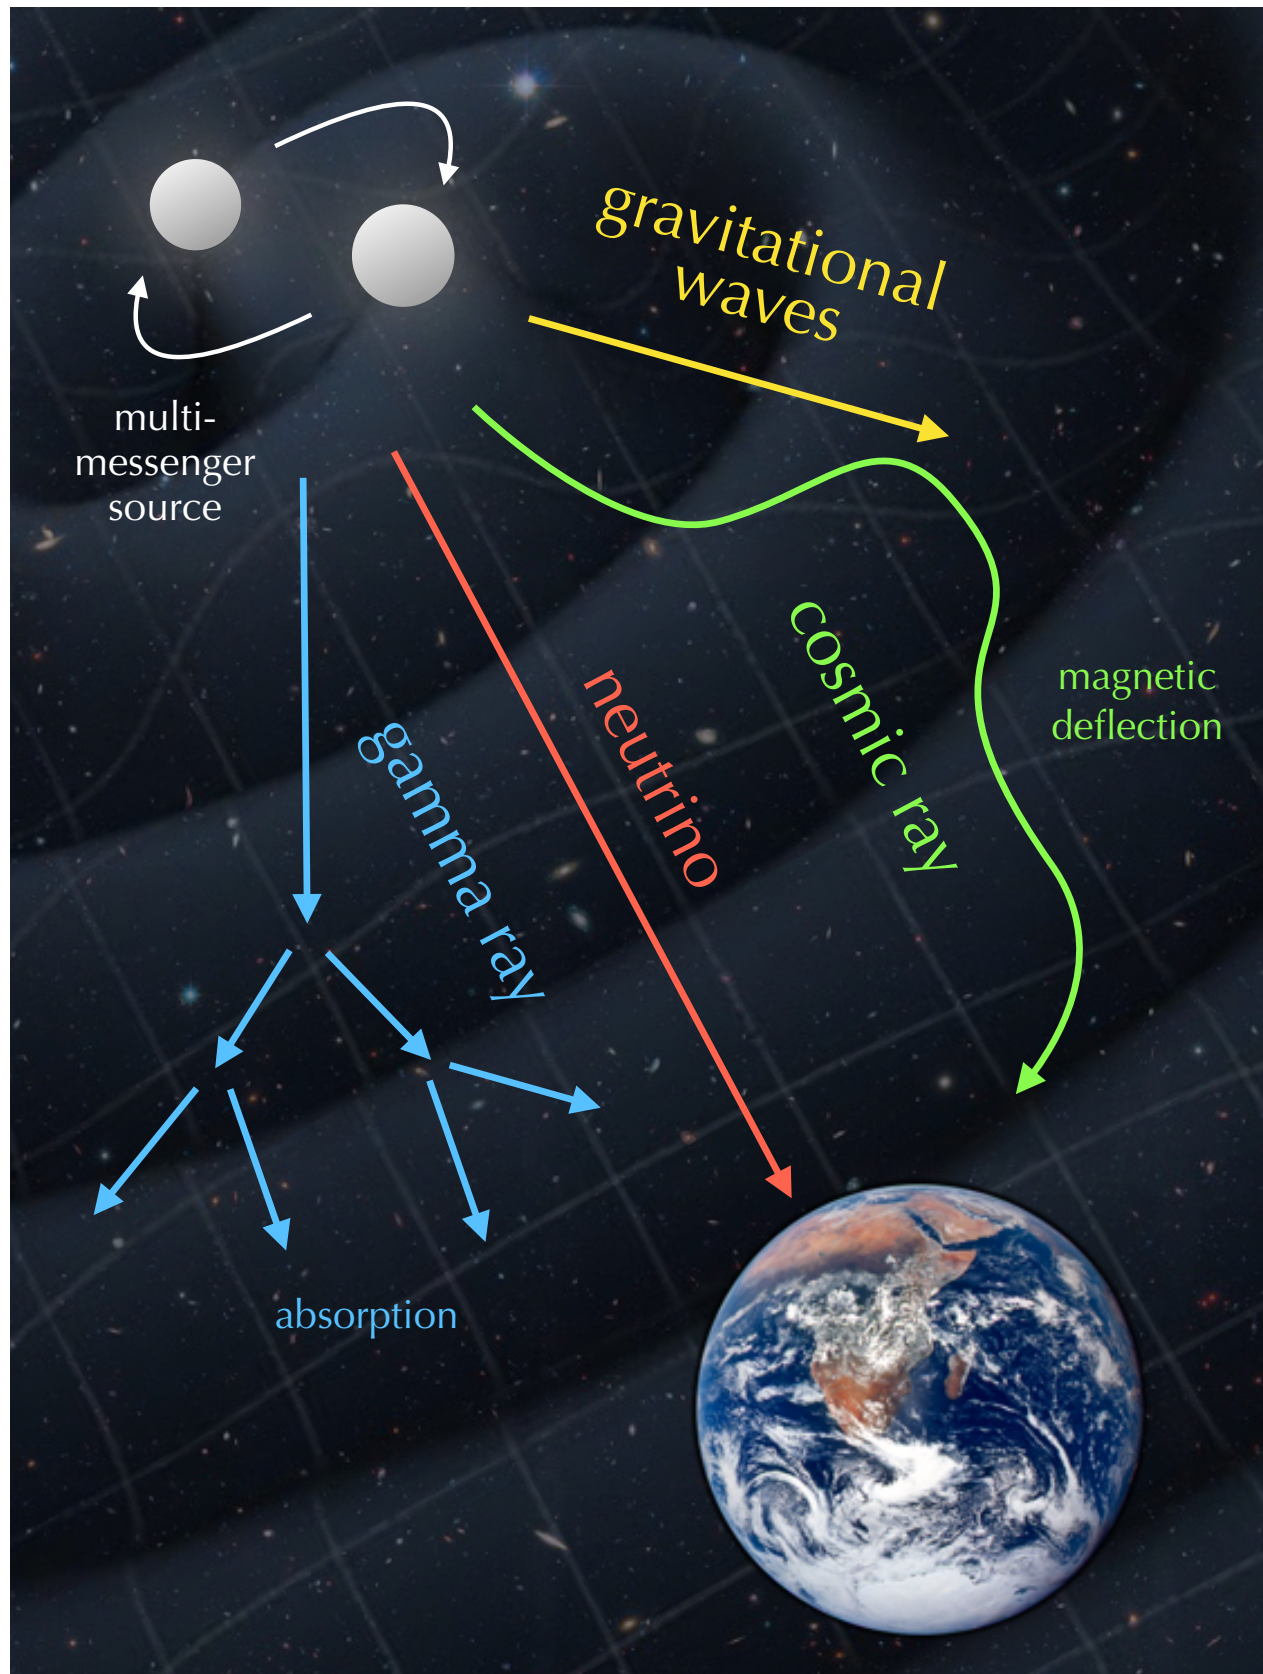 gravitational
waves
multi-
messenger
source
cosmic ray
neutrino
magnetic
deflection
gamma ray
absorption